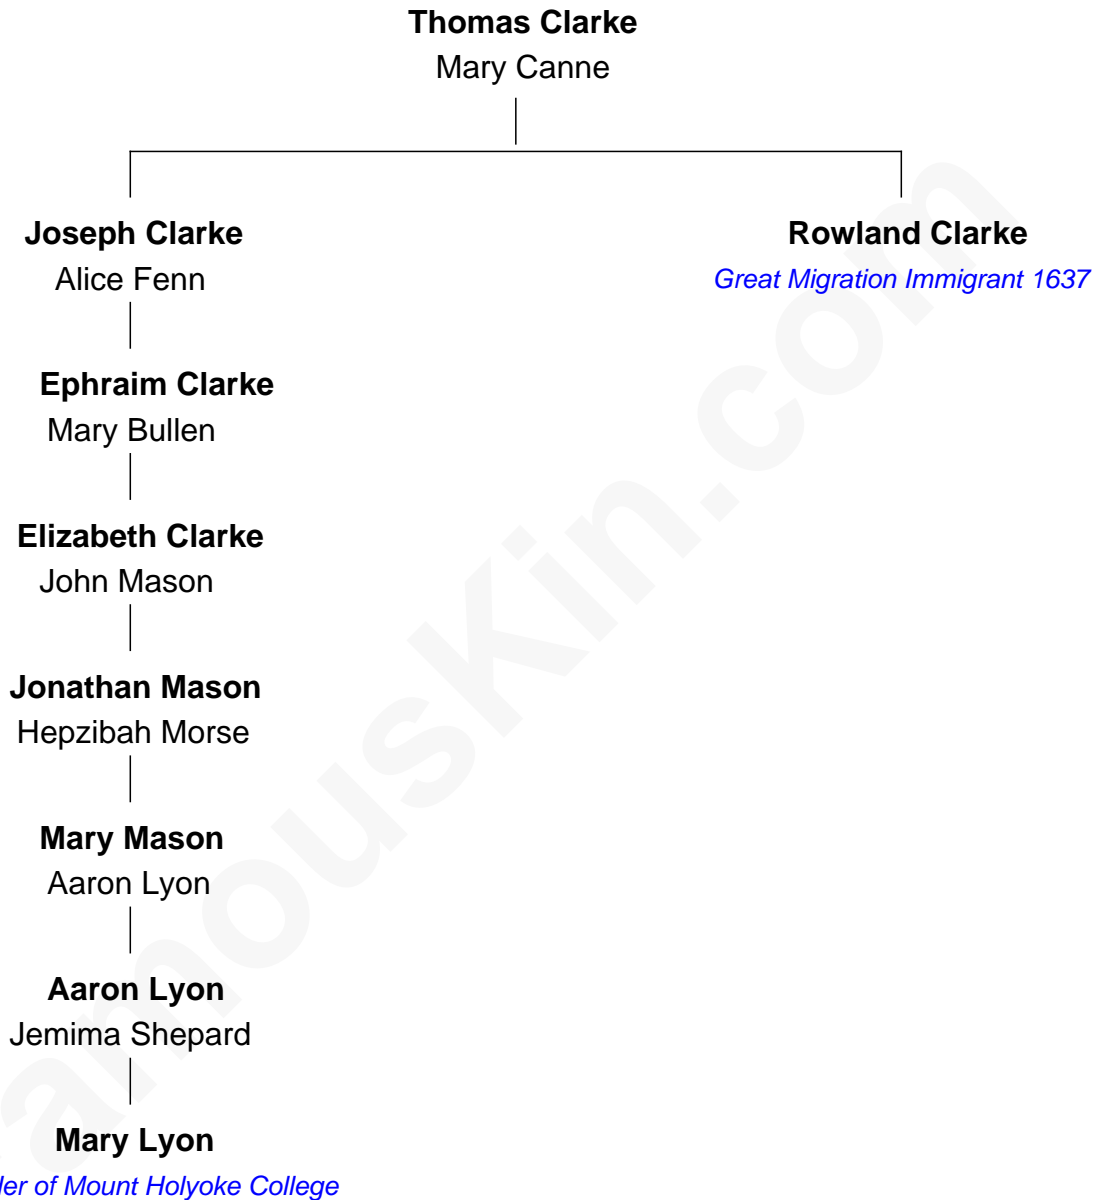 Thomas Clarke
Mary Canne
Joseph Clarke
Rowland Clarke
Alice Fenn
Great Migration Immigrant 1637
Ephraim Clarke
Mary Bullen
Elizabeth Clarke
John Mason
Jonathan Mason
Hepzibah Morse
Mary Mason
Aaron Lyon
Aaron Lyon
Jemima Shepard
Mary Lyon
of Mount Holyoke College
amousKin.com